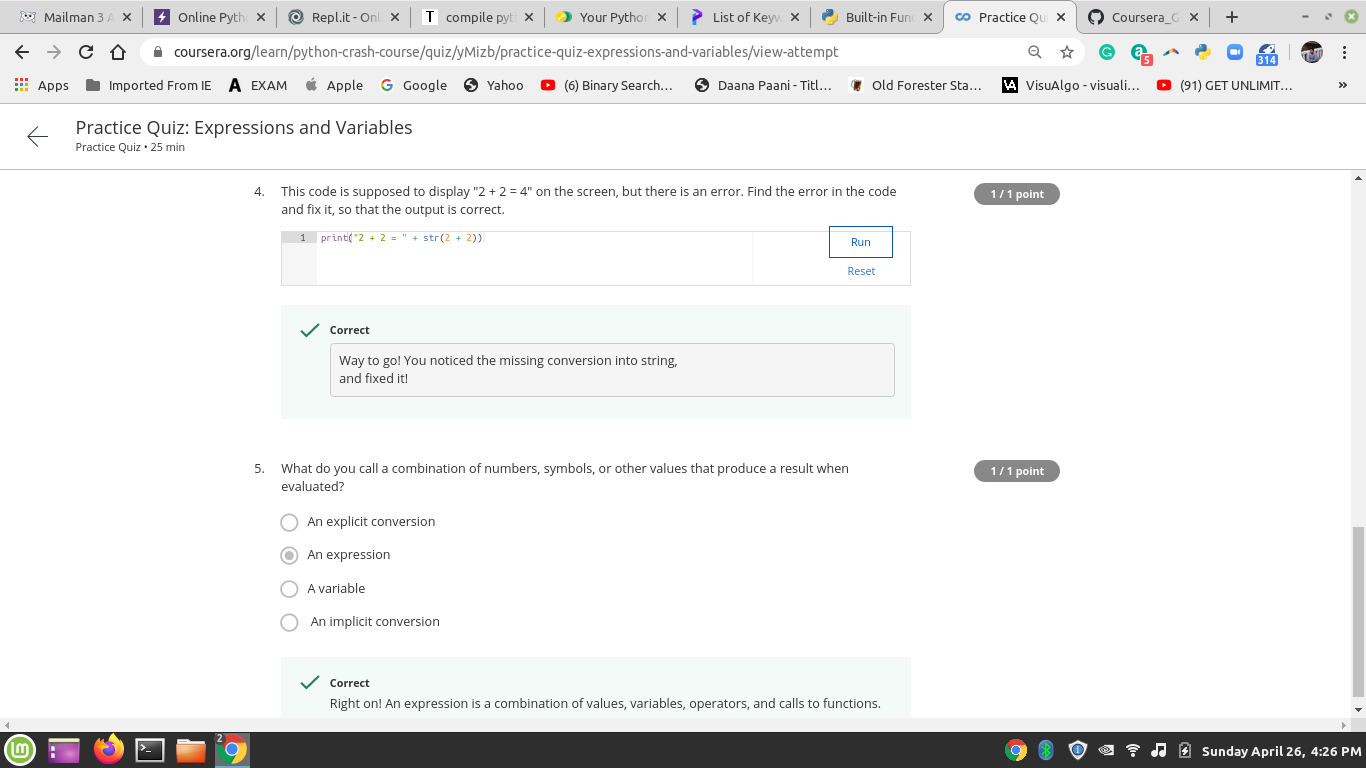 Mailman 3 A
Online Pyth
Repl.it - Onl
compile pyt
Your Python
List of Keyw
Built-in Func
Practice Qu
Coursera_G
coursera.org/learn/python-crash-course/quiz/yMizb/practice-quiz-expressions-and-variables/view-attempt
5
314
Apps
Imported From IE
EXAM
Apple
Google
Yahoo
(6) Binary Search...
Daana Paani - Titl...
Old Forester Sta...
VisuAlgo - visuali...
(91) GET UNLIMIT...
»
Practice Quiz: Expressions and Variables
Practice Quiz • 25 min
4. This code is supposed to display "2 + 2 = 4" on the screen, but there is an error. Find the error in the code
and fix it, so that the output is correct.
1 / 1 point
1 print("2 + 2 = " + str(2 + 2))
Run
Reset
Correct
Way to go! You noticed the missing conversion into string,
and fixed it!
5. What do you call a combination of numbers, symbols, or other values that produce a result when
evaluated?
1 / 1 point
An explicit conversion
An expression
A variable
An implicit conversion
Correct
Right on! An expression is a combination of values, variables, operators, and calls to functions.
2
Sunday April 26, 4:26 PM